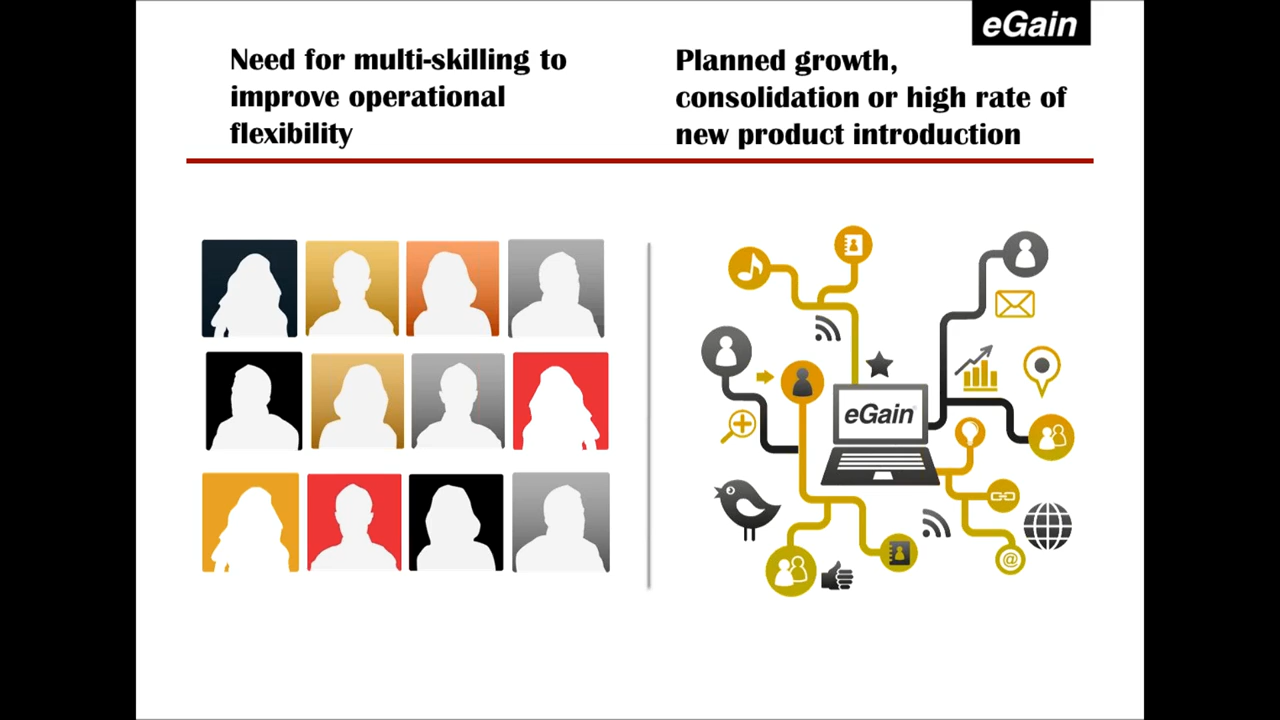 eGain
Need for multi-skilling to
improve operational
flexibility
Planned growth,
consolidation or high rate of
new product introduction
eGain
@